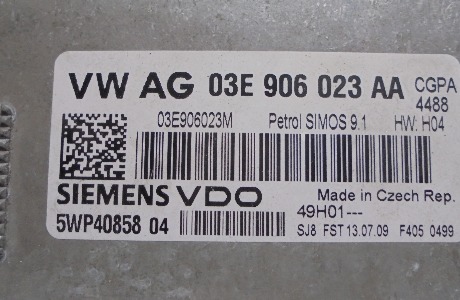 VW AG 03E 906 023 AA CGPA
4488
03E906023M Petrol SIMOS 9.1 HW: H04
SIEMENS VDO Made in Czech Rep.
5WP40858 04 49H01---
SJ8 FST 13.07.09 F405 0499